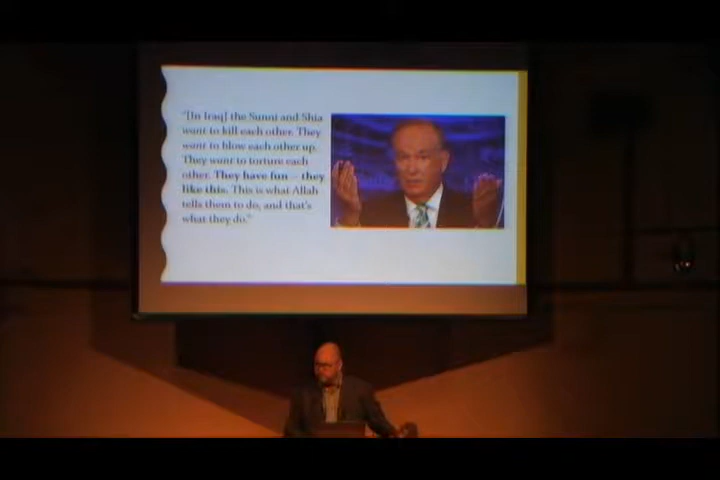 "[In Iraq] the Sunni and Shia
want to kill each other. They
want to blow each other up.
They want to torture each
other. They have fun – they
like this. This is what Allah
tells them to do, and that's
what they do."